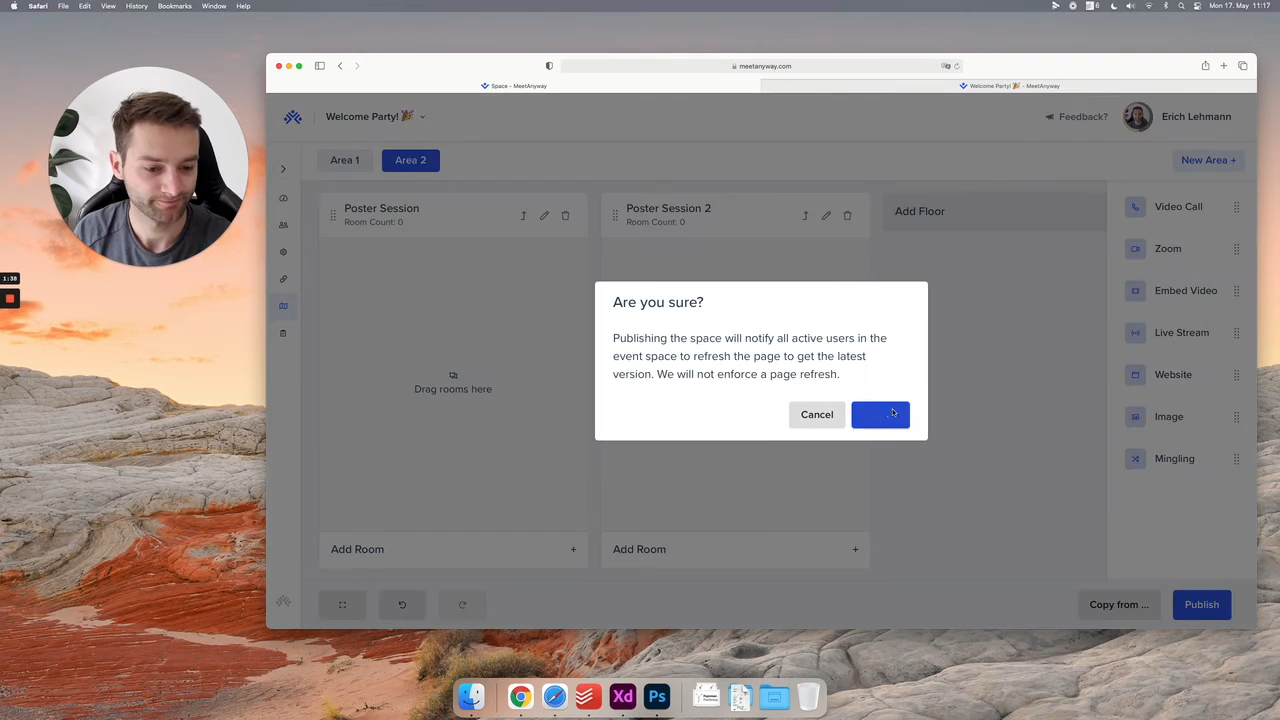 Safari File Edit View History Bookmarks Window Help
6
Mon 17. May 11:17
meetanyway.com
Space – MeetAnyway
Welcome Party! 🎉 – MeetAnyway
Welcome Party! 🎉
Feedback?
Erich Lehmann
Area 1
Area 2
New Area +
Poster Session
Room Count: 0
Poster Session 2
Room Count: 0
Add Floor
Video Call
Zoom
Embed Video
Live Stream
Website
Image
Mingling
1:38
Are you sure?
Publishing the space will notify all active users in the
event space to refresh the page to get the latest
version. We will not enforce a page refresh.
Cancel
Drag rooms here
Add Room +
Add Room +
Copy from ...
Publish
Xd
Ps